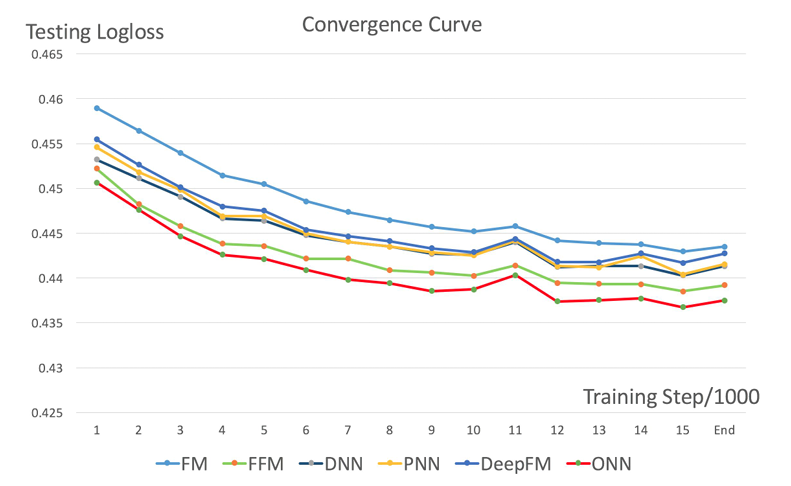 Convergence Curve
Testing Logloss
0.465
0.46
0.455
0.45
0.445
0.44
0.435
0.43
0.425
Training Step/1000
1 2 3 4 5 6 7 8 9 10 11 12 13 14 15 End
FM FFM DNN PNN DeepFM ONN